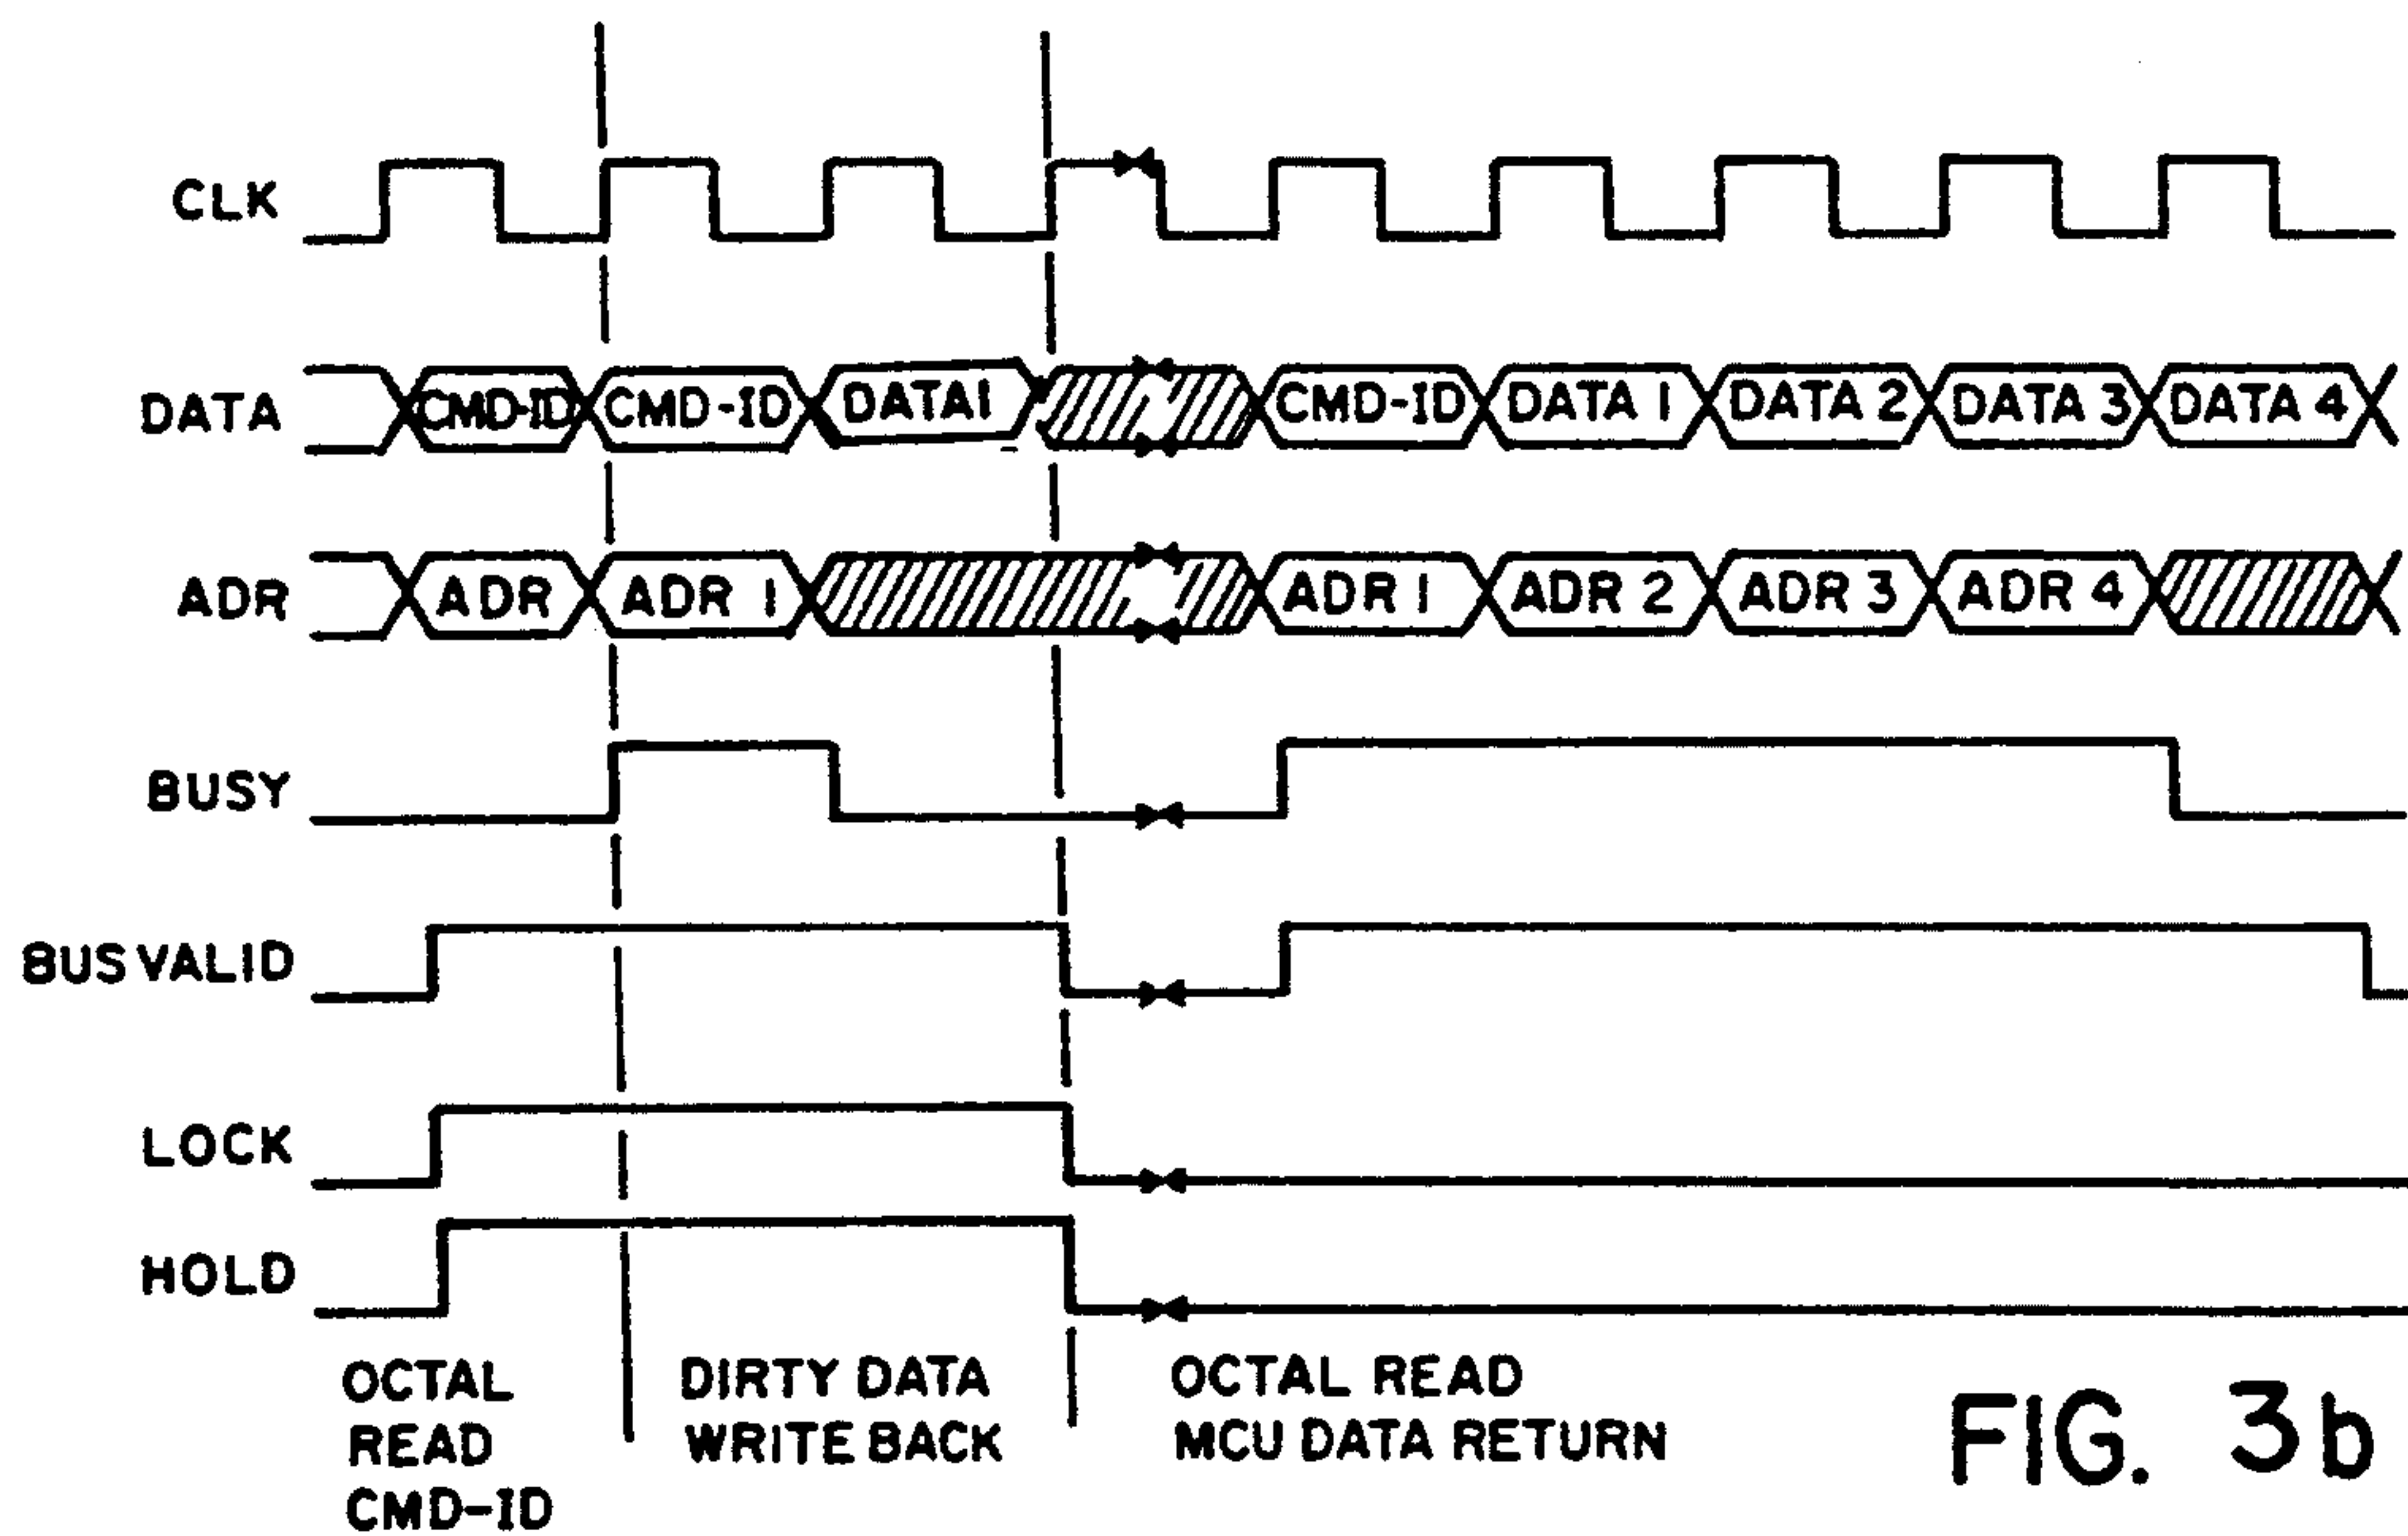 CLK
DATA CMD-ID CMD-ID DATA1 CMD-ID DATA 1 DATA 2 DATA 3 DATA 4
ADR ADR ADR 1 ADR 1 ADR 2 ADR 3 ADR 4
BUSY
BUS VALID
LOCK
HOLD
OCTAL
READ
CMD-ID
DIRTY DATA
WRITE BACK
OCTAL READ
MCU DATA RETURN
FIG. 3b